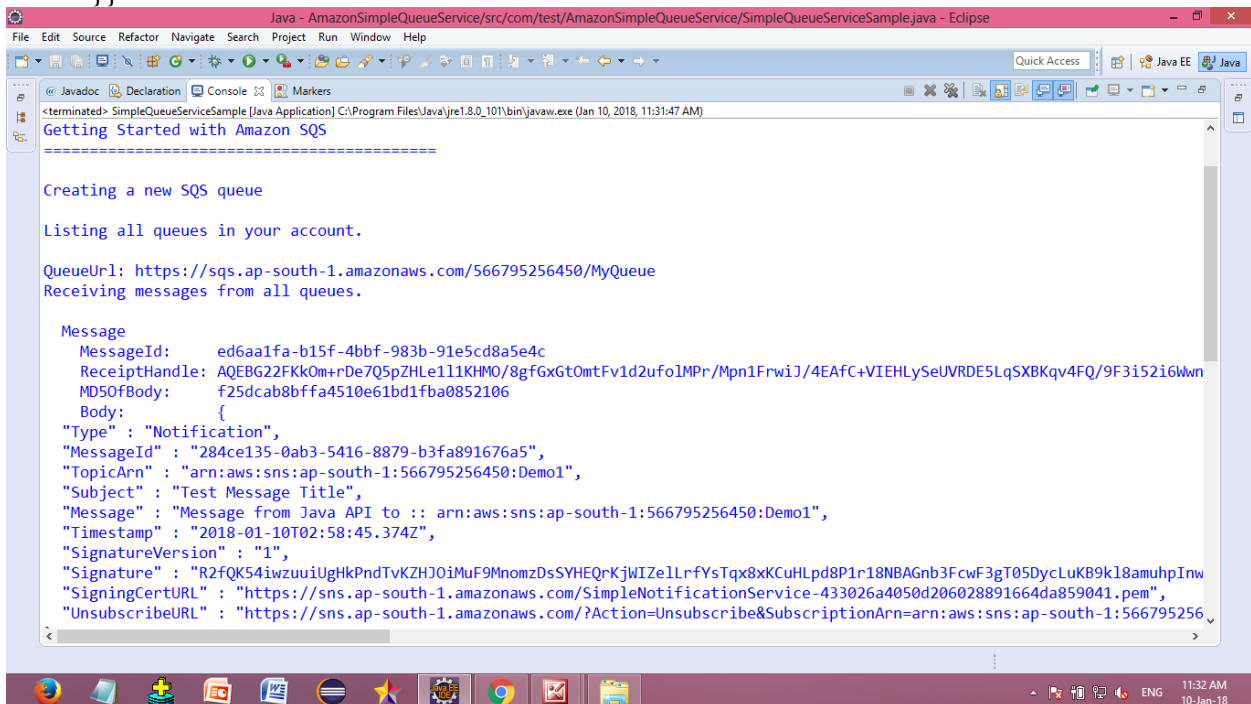 Java - AmazonSimpleQueueService/src/com/test/AmazonSimpleQueueService/SimpleQueueServiceSample.java - Eclipse
File Edit Source Refactor Navigate Search Project Run Window Help
Quick Access Java EE Java
@ Javadoc Declaration Console Markers
<terminated> SimpleQueueServiceSample [Java Application] C:\Program Files\Java\jre1.8.0_101\bin\javaw.exe (Jan 10, 2018, 11:31:47 AM)
Getting Started with Amazon SQS
===========================================
Creating a new SQS queue
Listing all queues in your account.
QueueUrl: https://sqs.ap-south-1.amazonaws.com/566795256450/MyQueue
Receiving messages from all queues.
Message
MessageId: ed6aa1fa-b15f-4bbf-983b-91e5cd8a5e4c
ReceiptHandle: AQEBG22FKkOm+rDe7Q5pZHLe1l1KHMO/8gfGxGtOmtFv1d2ufolMPr/Mpn1FrwiJ/4EAfC+VIEHLySeUVRDE5LqSXBKqv4FQ/9F3i52i6Wwn
MD5OfBody: f25dcab8bffa4510e61bd1fba0852106
Body: {
"Type" : "Notification",
"MessageId" : "284ce135-0ab3-5416-8879-b3fa891676a5",
"TopicArn" : "arn:aws:sns:ap-south-1:566795256450:Demo1",
"Subject" : "Test Message Title",
"Message" : "Message from Java API to :: arn:aws:sns:ap-south-1:566795256450:Demo1",
"Timestamp" : "2018-01-10T02:58:45.374Z",
"SignatureVersion" : "1",
"Signature" : "R2fQK54iwzuuiUgHkPndTvKZHJOiMuF9MnomzDsSYHEQrKjWIZelLrfYsTqx8xKCuHLpd8P1r18NBAGnb3FcwF3gT05DycLuKB9kl8amuhpInw
"SigningCertURL" : "https://sns.ap-south-1.amazonaws.com/SimpleNotificationService-433026a4050d206028891664da859041.pem",
"UnsubscribeURL" : "https://sns.ap-south-1.amazonaws.com/?Action=Unsubscribe&SubscriptionArn=arn:aws:sns:ap-south-1:566795256
ENG 11:32 AM
10-Jan-18